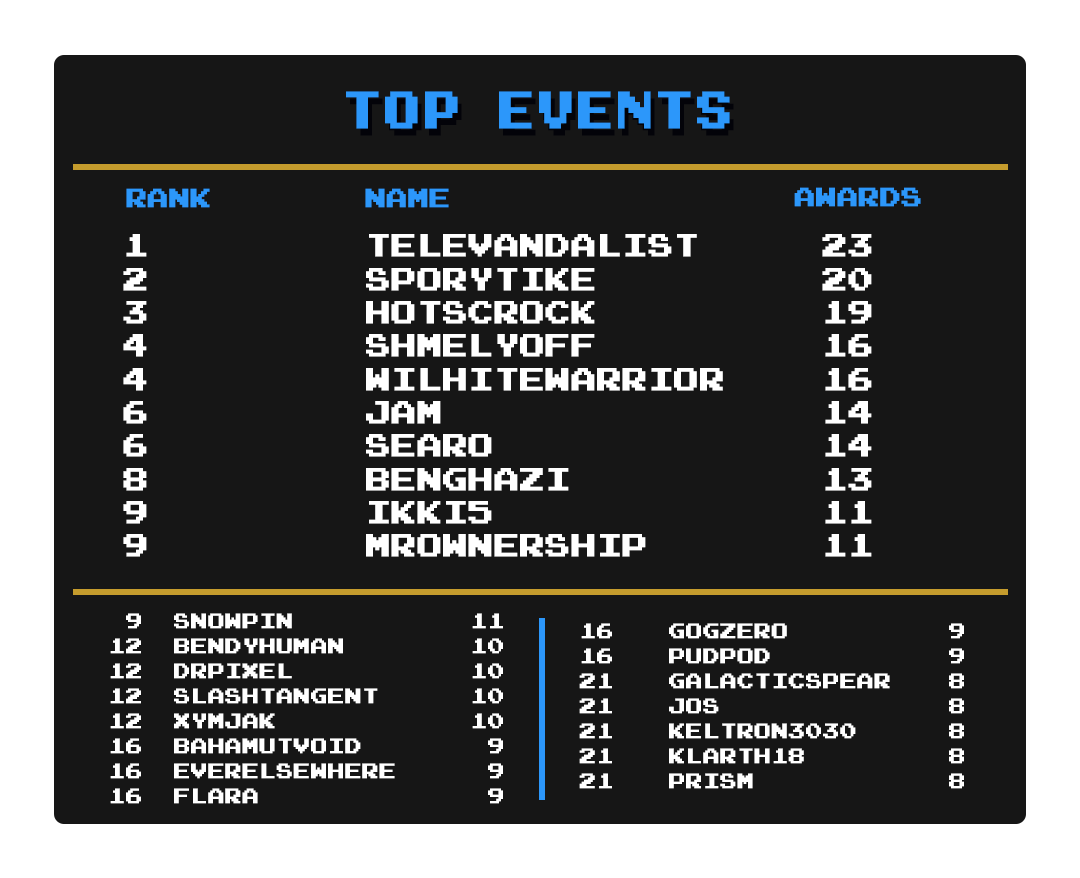 TOP EVENTS
RANK NAME AWARDS
1 TELEVANDALIST 23
2 SPORYTIKE 20
3 HOTSCROCK 19
4 SHMELYOFF 16
4 WILHITEWARRIOR 16
6 JAM 14
6 SEARO 14
8 BENGHAZI 13
9 IKKI5 11
9 MROWNERSHIP 11
9 SNOWPIN 11
12 BENDYHUMAN 10
12 DRPIXEL 10
12 SLASHTANGENT 10
12 XYMJAK 10
16 BAHAMUTVOID 9
16 EVERELSEWHERE 9
16 FLARA 9
16 GOGZERO 9
16 PUDPOD 9
21 GALACTICSPEAR 8
21 JOS 8
21 KELTRON3030 8
21 KLARTH18 8
21 PRISM 8